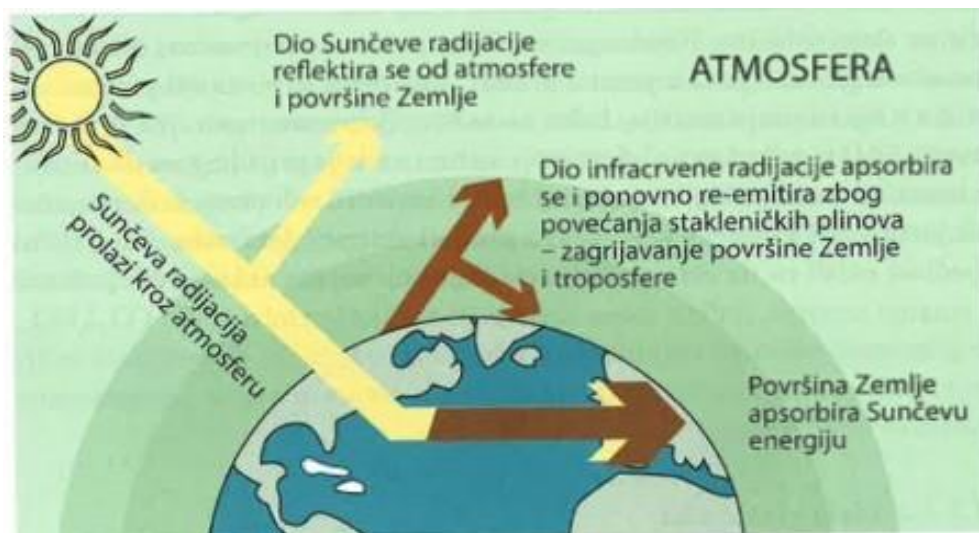 Dio Sunčeve radijacije
reflektira se od atmosfere
i površine Zemlje
ATMOSFERA
Dio infracrvene radijacije apsorbira
se i ponovno re-emitira zbog
povećanja stakleničkih plinova
– zagrijavanje površine Zemlje
i troposfere
Sunčeva radijacija
prolazi kroz atmosferu
Površina Zemlje
apsorbira Sunčevu
energiju